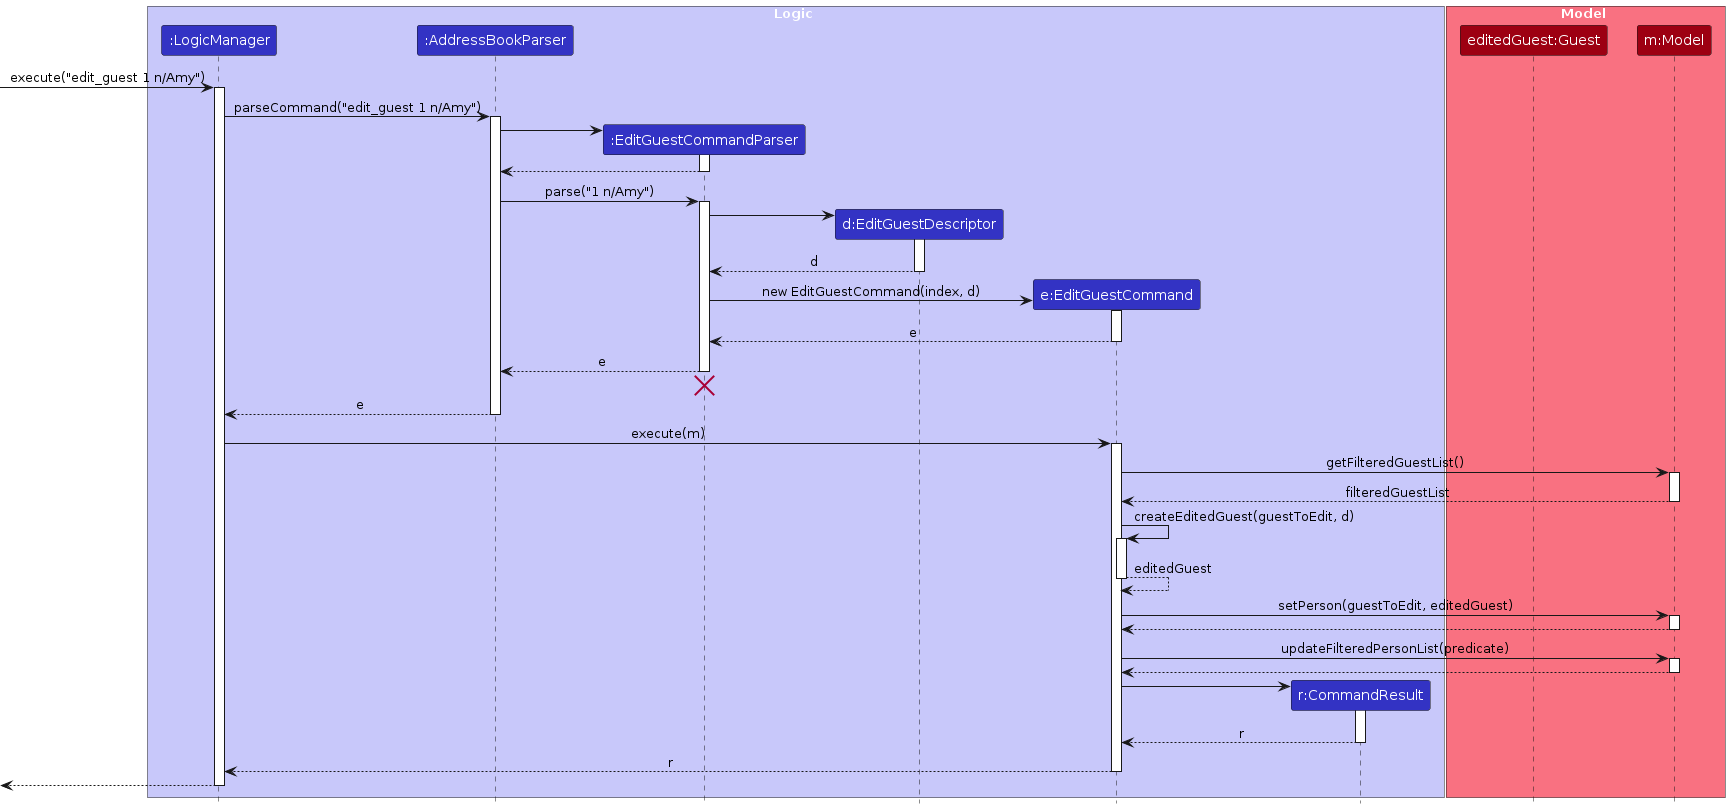 Logic
Model
:LogicManager
:AddressBookParser
editedGuest:Guest
m:Model
execute("edit_guest 1 n/Amy")
parseCommand("edit_guest 1 n/Amy")
:EditGuestCommandParser
parse("1 n/Amy")
d:EditGuestDescriptor
d
new EditGuestCommand(index, d)
e:EditGuestCommand
e
e
e
execute(m)
getFilteredGuestList()
filteredGuestList
createEditedGuest(guestToEdit, d)
editedGuest
setPerson(guestToEdit, editedGuest)
updateFilteredPersonList(predicate)
r:CommandResult
r
r